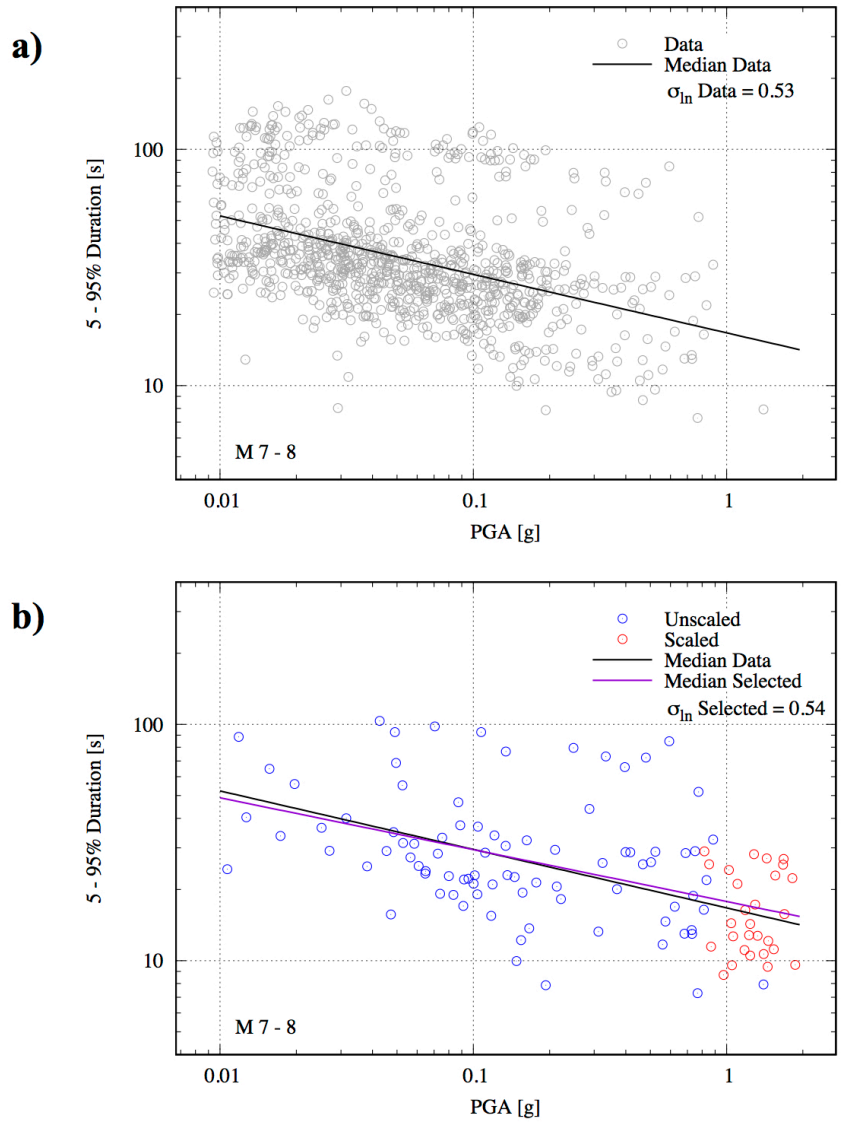 a)
Data
Median Data
σln Data = 0.53
100
10
5 - 95% Duration [s]
M 7 - 8
0.01 0.1 1
PGA [g]
b)
Unscaled
Scaled
Median Data
Median Selected
σln Selected = 0.54
100
10
5 - 95% Duration [s]
M 7 - 8
0.01 0.1 1
PGA [g]